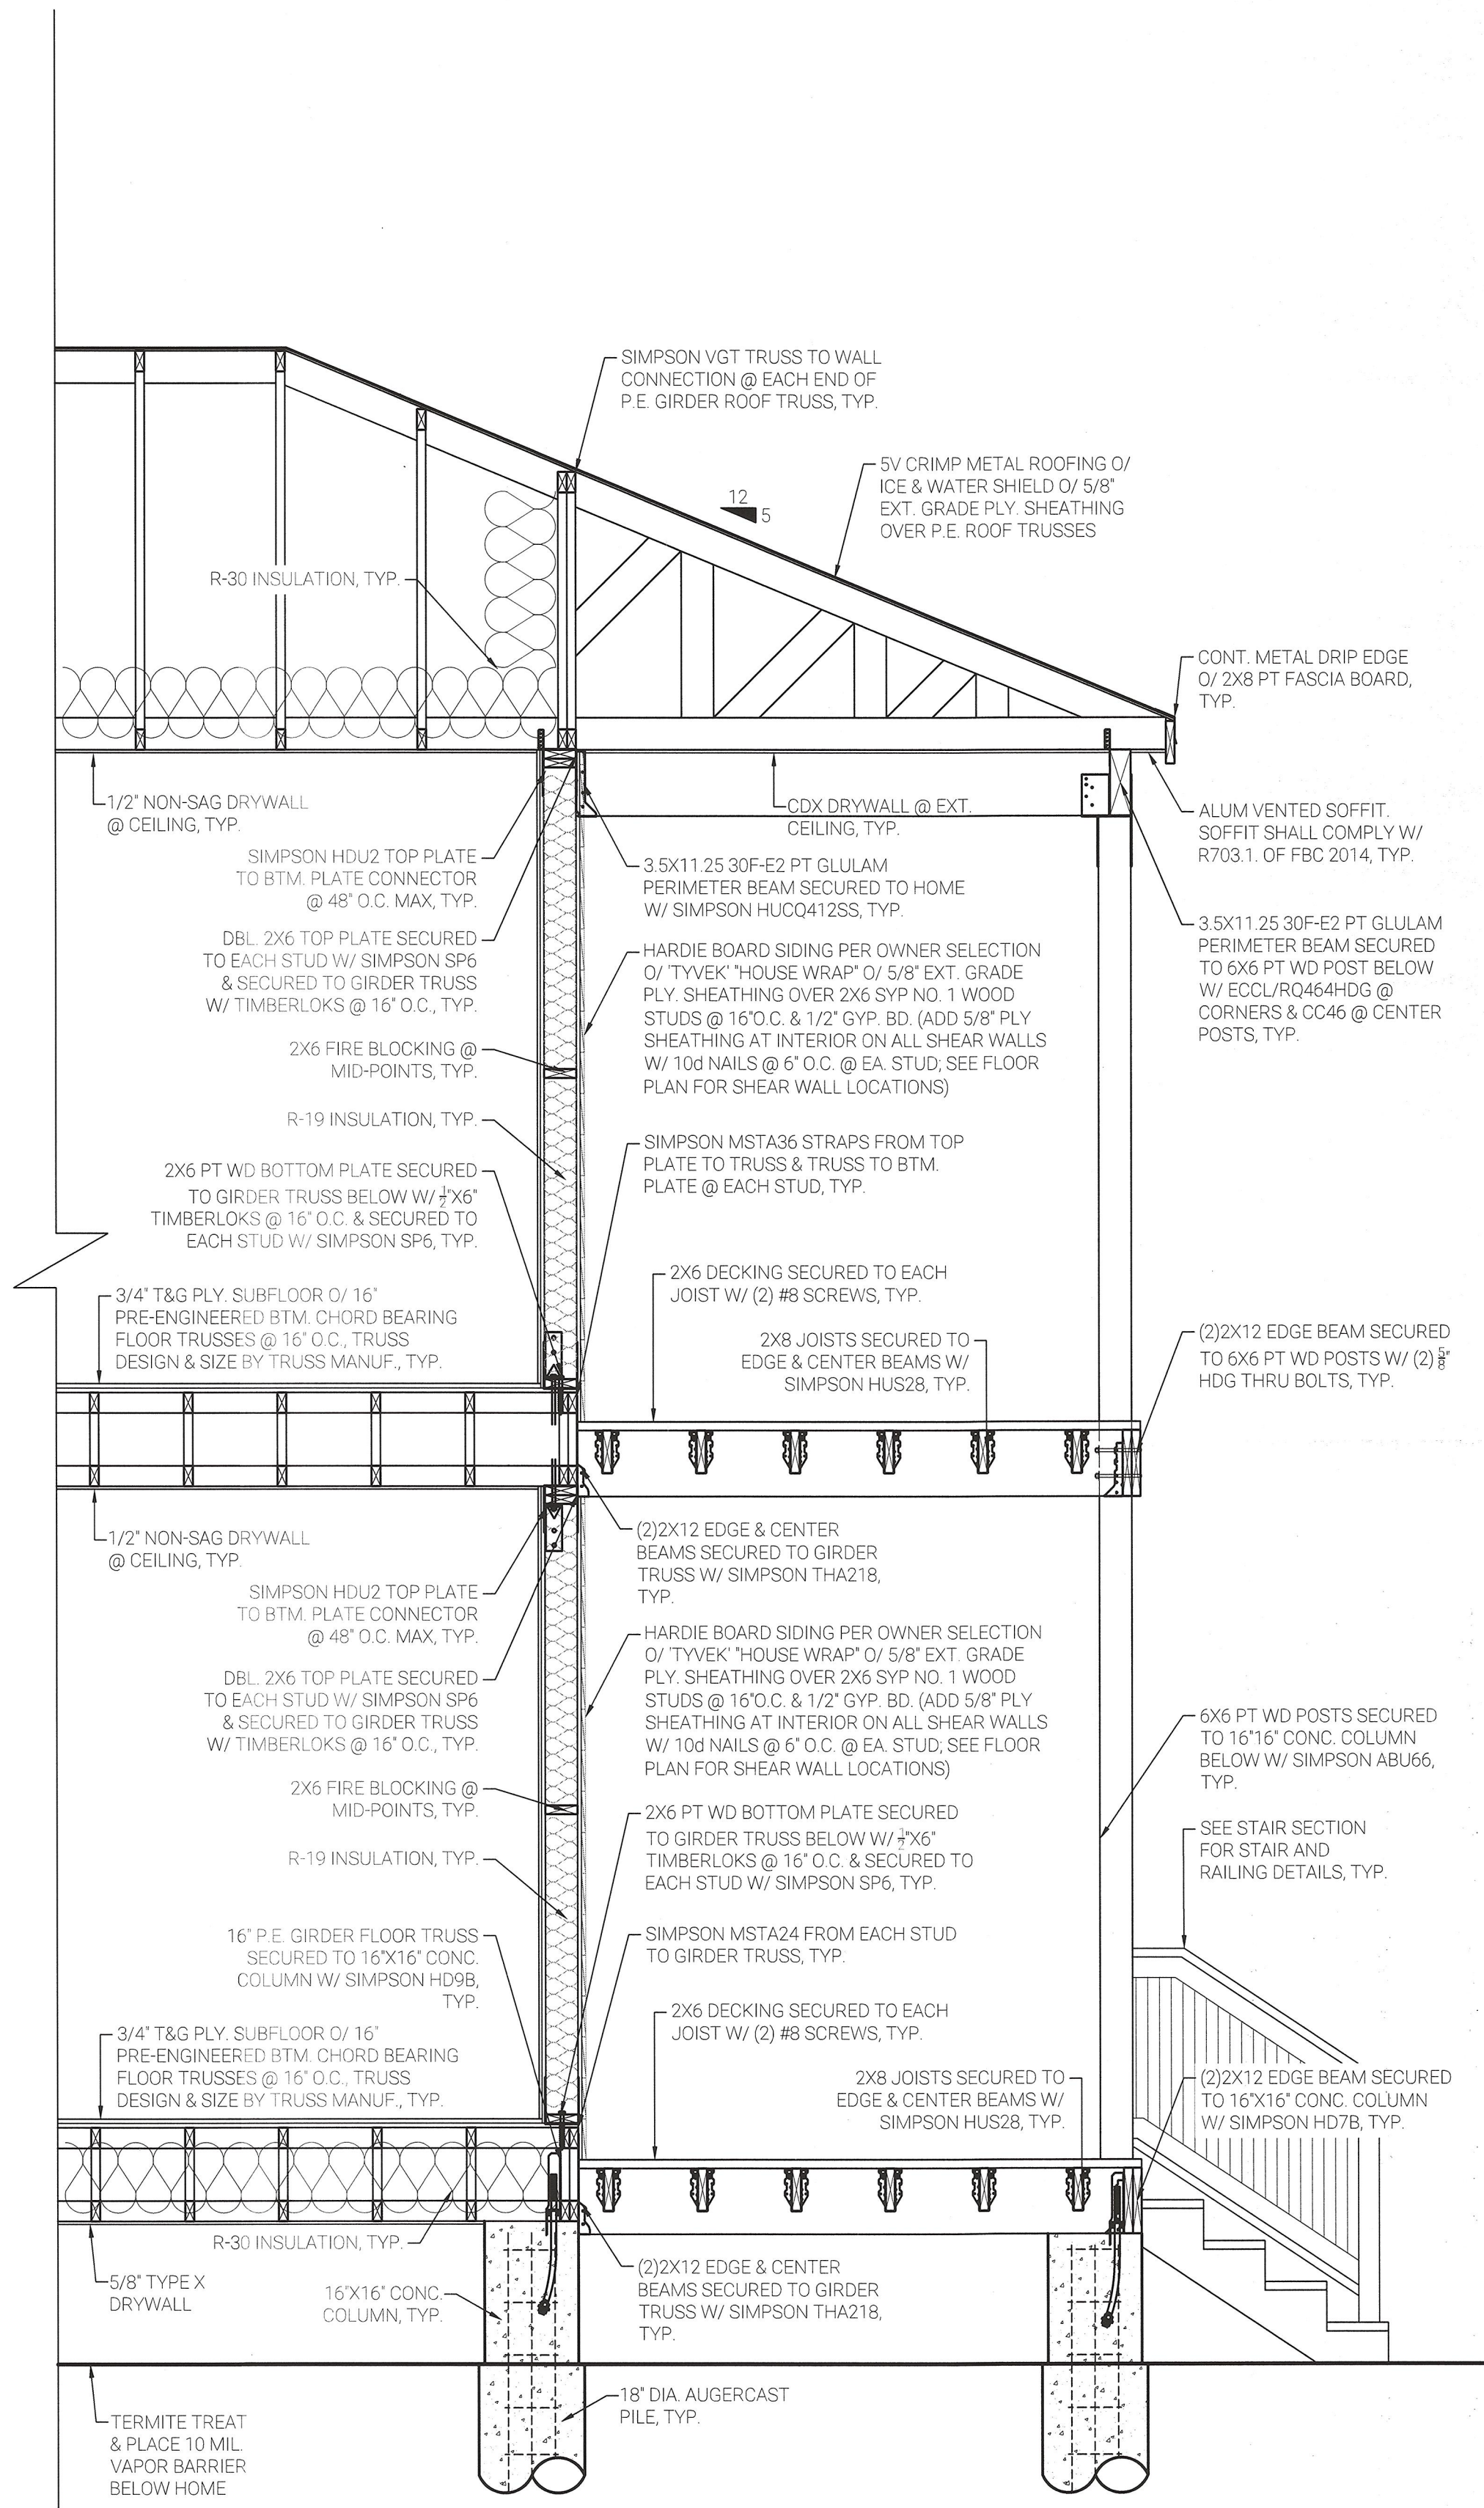 SIMPSON VGT TRUSS TO WALL
CONNECTION @ EACH END OF
P.E. GIRDER ROOF TRUSS, TYP.
5V CRIMP METAL ROOFING O/
ICE & WATER SHIELD O/ 5/8"
EXT. GRADE PLY. SHEATHING
OVER P.E. ROOF TRUSSES
12
5
R-30 INSULATION, TYP.
CONT. METAL DRIP EDGE
O/ 2X8 PT FASCIA BOARD,
TYP.
1/2" NON-SAG DRYWALL
@ CEILING, TYP.
CDX DRYWALL @ EXT.
CEILING, TYP.
ALUM VENTED SOFFIT.
SOFFIT SHALL COMPLY W/
R703.1. OF FBC 2014, TYP.
SIMPSON HDU2 TOP PLATE
TO BTM. PLATE CONNECTOR
@ 48" O.C. MAX, TYP.
3.5X11.25 30F-E2 PT GLULAM
PERIMETER BEAM SECURED TO HOME
W/ SIMPSON HUCQ412SS, TYP.
3.5X11.25 30F-E2 PT GLULAM
PERIMETER BEAM SECURED
TO 6X6 PT WD POST BELOW
W/ ECCL/RQ464HDG @
CORNERS & CC46 @ CENTER
POSTS, TYP.
DBL. 2X6 TOP PLATE SECURED
TO EACH STUD W/ SIMPSON SP6
& SECURED TO GIRDER TRUSS
W/ TIMBERLOKS @ 16" O.C., TYP.
HARDIE BOARD SIDING PER OWNER SELECTION
O/ 'TYVEK' "HOUSE WRAP" O/ 5/8" EXT. GRADE
PLY. SHEATHING OVER 2X6 SYP NO. 1 WOOD
STUDS @ 16"O.C. & 1/2" GYP. BD. (ADD 5/8" PLY
SHEATHING AT INTERIOR ON ALL SHEAR WALLS
W/ 10d NAILS @ 6" O.C. @ EA. STUD; SEE FLOOR
PLAN FOR SHEAR WALL LOCATIONS)
2X6 FIRE BLOCKING @
MID-POINTS, TYP.
R-19 INSULATION, TYP.
SIMPSON MSTA36 STRAPS FROM TOP
PLATE TO TRUSS & TRUSS TO BTM.
PLATE @ EACH STUD, TYP.
2X6 PT WD BOTTOM PLATE SECURED
TO GIRDER TRUSS BELOW W/ 1/2"X6"
TIMBERLOKS @ 16" O.C. & SECURED TO
EACH STUD W/ SIMPSON SP6, TYP.
3/4" T&G PLY. SUBFLOOR O/ 16"
PRE-ENGINEERED BTM. CHORD BEARING
FLOOR TRUSSES @ 16" O.C., TRUSS
DESIGN & SIZE BY TRUSS MANUF., TYP.
2X6 DECKING SECURED TO EACH
JOIST W/ (2) #8 SCREWS, TYP.
2X8 JOISTS SECURED TO
EDGE & CENTER BEAMS W/
SIMPSON HUS28, TYP.
(2)2X12 EDGE BEAM SECURED
TO 6X6 PT WD POSTS W/ (2) 5/8"
HDG THRU BOLTS, TYP.
1/2" NON-SAG DRYWALL
@ CEILING, TYP.
(2)2X12 EDGE & CENTER
BEAMS SECURED TO GIRDER
TRUSS W/ SIMPSON THA218,
TYP.
SIMPSON HDU2 TOP PLATE
TO BTM. PLATE CONNECTOR
@ 48" O.C. MAX, TYP.
DBL. 2X6 TOP PLATE SECURED
TO EACH STUD W/ SIMPSON SP6
& SECURED TO GIRDER TRUSS
W/ TIMBERLOKS @ 16" O.C., TYP.
HARDIE BOARD SIDING PER OWNER SELECTION
O/ 'TYVEK' "HOUSE WRAP" O/ 5/8" EXT. GRADE
PLY. SHEATHING OVER 2X6 SYP NO. 1 WOOD
STUDS @ 16"O.C. & 1/2" GYP. BD. (ADD 5/8" PLY
SHEATHING AT INTERIOR ON ALL SHEAR WALLS
W/ 10d NAILS @ 6" O.C. @ EA. STUD; SEE FLOOR
PLAN FOR SHEAR WALL LOCATIONS)
6X6 PT WD POSTS SECURED
TO 16"16" CONC. COLUMN
BELOW W/ SIMPSON ABU66,
TYP.
2X6 FIRE BLOCKING @
MID-POINTS, TYP.
R-19 INSULATION, TYP.
2X6 PT WD BOTTOM PLATE SECURED
TO GIRDER TRUSS BELOW W/ 1/2"X6"
TIMBERLOKS @ 16" O.C. & SECURED TO
EACH STUD W/ SIMPSON SP6, TYP.
SEE STAIR SECTION
FOR STAIR AND
RAILING DETAILS, TYP.
16" P.E. GIRDER FLOOR TRUSS
SECURED TO 16"X16" CONC.
COLUMN W/ SIMPSON HD9B,
TYP.
SIMPSON MSTA24 FROM EACH STUD
TO GIRDER TRUSS, TYP.
3/4" T&G PLY. SUBFLOOR O/ 16"
PRE-ENGINEERED BTM. CHORD BEARING
FLOOR TRUSSES @ 16" O.C., TRUSS
DESIGN & SIZE BY TRUSS MANUF., TYP.
2X6 DECKING SECURED TO EACH
JOIST W/ (2) #8 SCREWS, TYP.
2X8 JOISTS SECURED TO
EDGE & CENTER BEAMS W/
SIMPSON HUS28, TYP.
(2)2X12 EDGE BEAM SECURED
TO 16"X16" CONC. COLUMN
W/ SIMPSON HD7B, TYP.
R-30 INSULATION, TYP.
5/8" TYPE X
DRYWALL
16"X16" CONC.
COLUMN, TYP.
(2)2X12 EDGE & CENTER
BEAMS SECURED TO GIRDER
TRUSS W/ SIMPSON THA218,
TYP.
18" DIA. AUGERCAST
PILE, TYP.
TERMITE TREAT
& PLACE 10 MIL.
VAPOR BARRIER
BELOW HOME